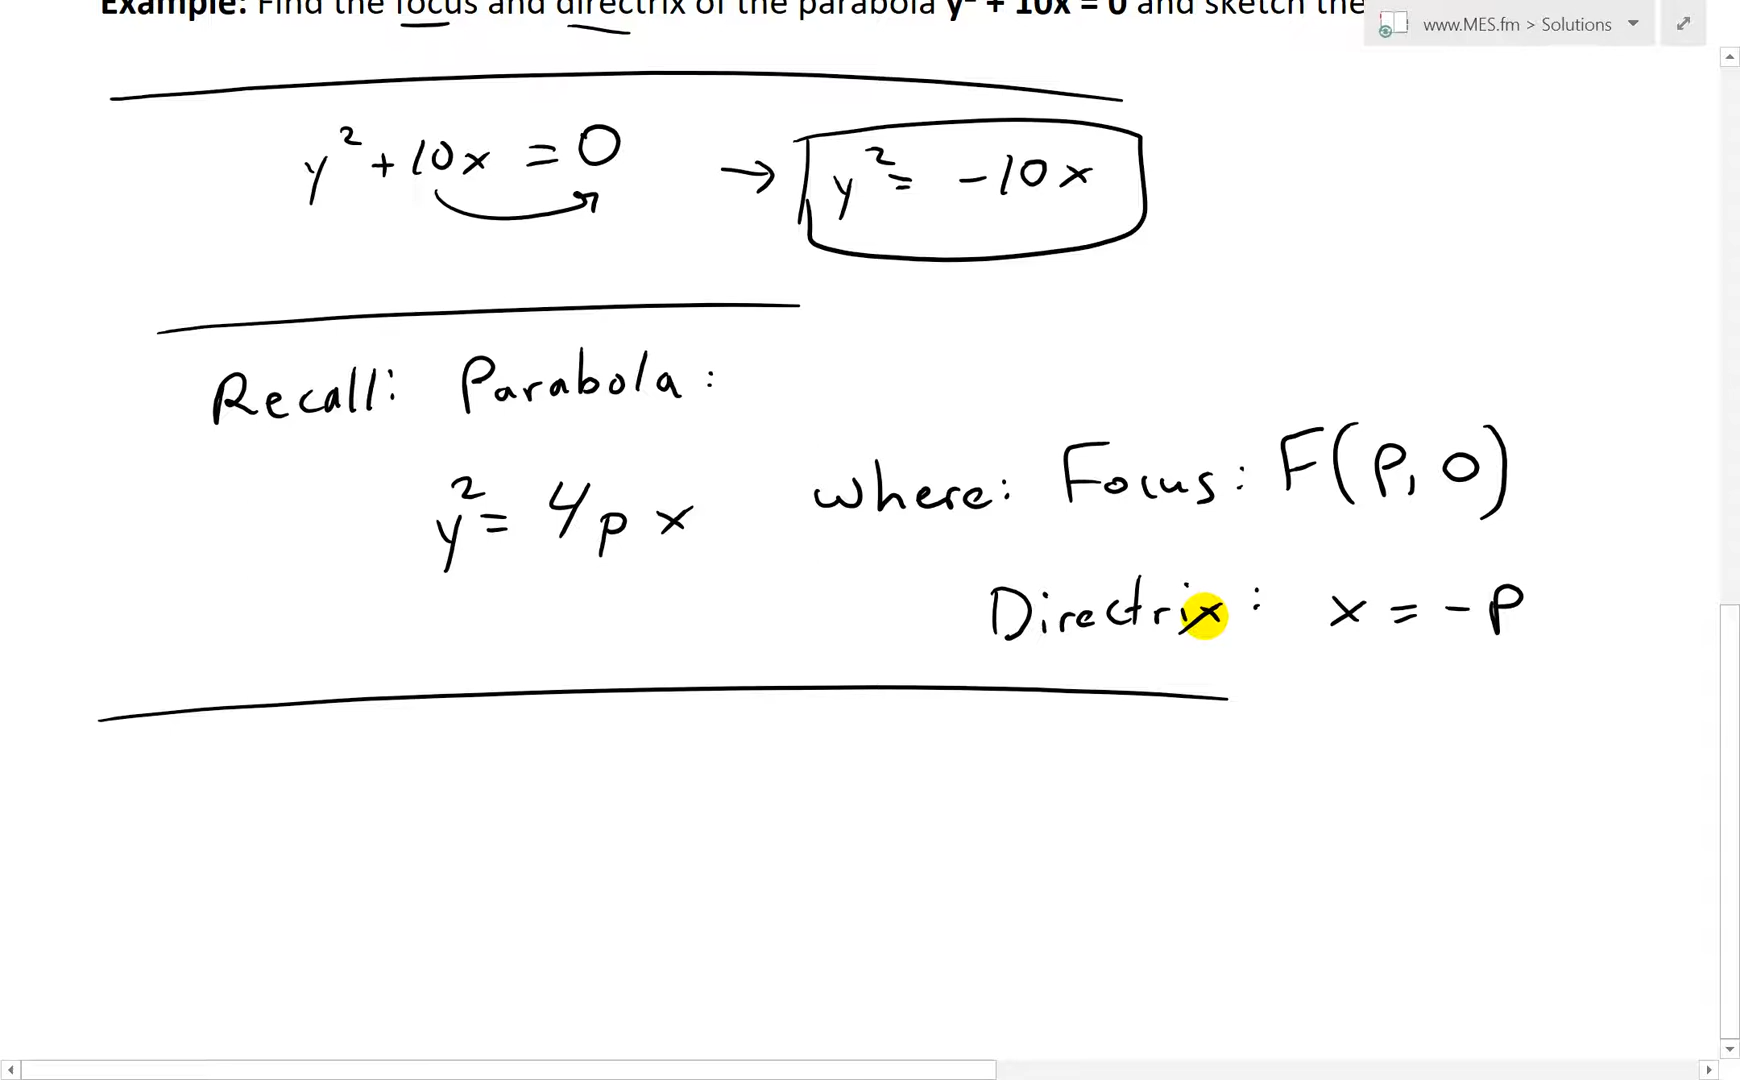 Example: Find the focus and directrix of the parabola y² + 10x = 0 and sketch the
www.MES.fm > Solutions
y² + 10x = 0 → y² = -10x
Recall: Parabola:
y² = 4px where: Focus: F(p, 0)
Directrix: x = -p